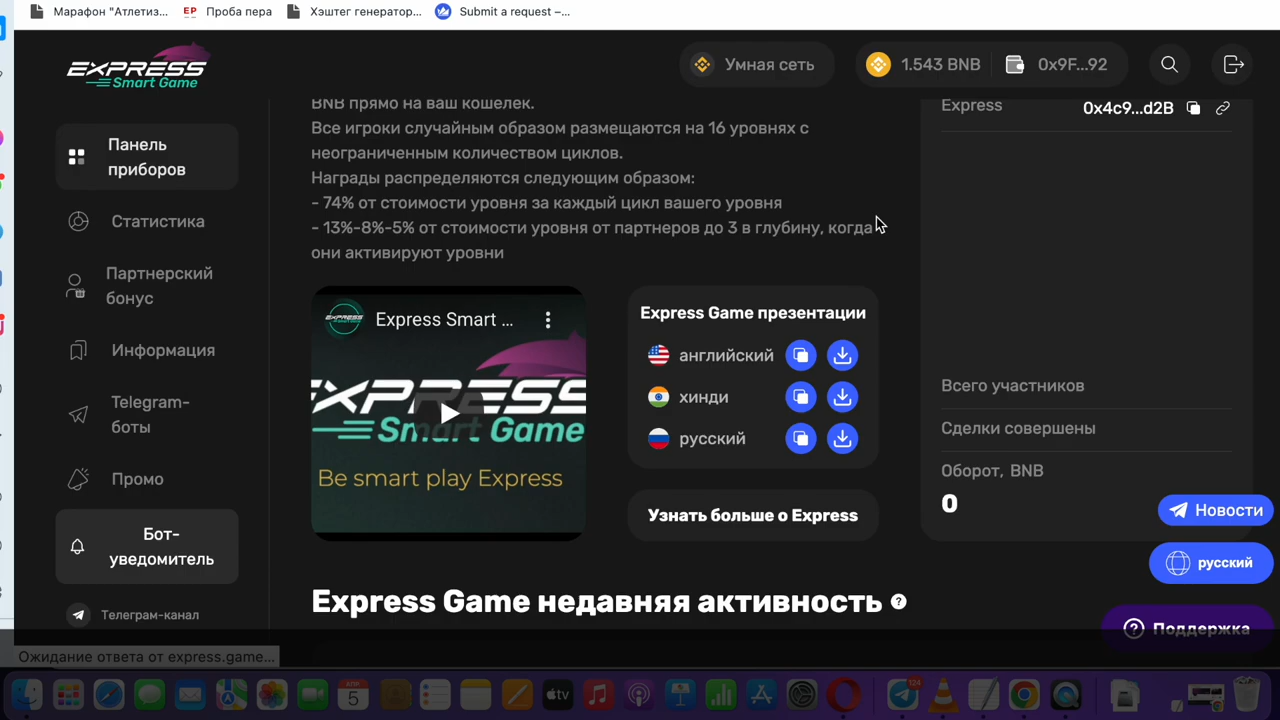 Марафон "Атлетиз...
EP Проба пера
Хэштег генератор...
Submit a request –...
EXPRESS
Smart Game
Умная сеть
1.543 BNB
0x9F...92
Панель
приборов
Статистика
Партнерский
бонус
Информация
Telegram-
боты
Промо
Бот-
уведомитель
Телеграм-канал
BNB прямо на ваш кошелек.
Все игроки случайным образом размещаются на 16 уровнях с
неограниченным количеством циклов.
Награды распределяются следующим образом:
- 74% от стоимости уровня за каждый цикл вашего уровня
- 13%-8%-5% от стоимости уровня от партнеров до 3 в глубину, когда
они активируют уровни
Express Smart ...
EXPRESS
Smart Game
Be smart play Express
Express Game презентации
английский
хинди
русский
Узнать больше о Express
Express
0x4c9...d2B
Всего участников
Сделки совершены
Оборот, BNB
0
Новости
русский
Поддержка
Express Game недавняя активность ?
Ожидание ответа от express.game...
АПР
5
tv
124